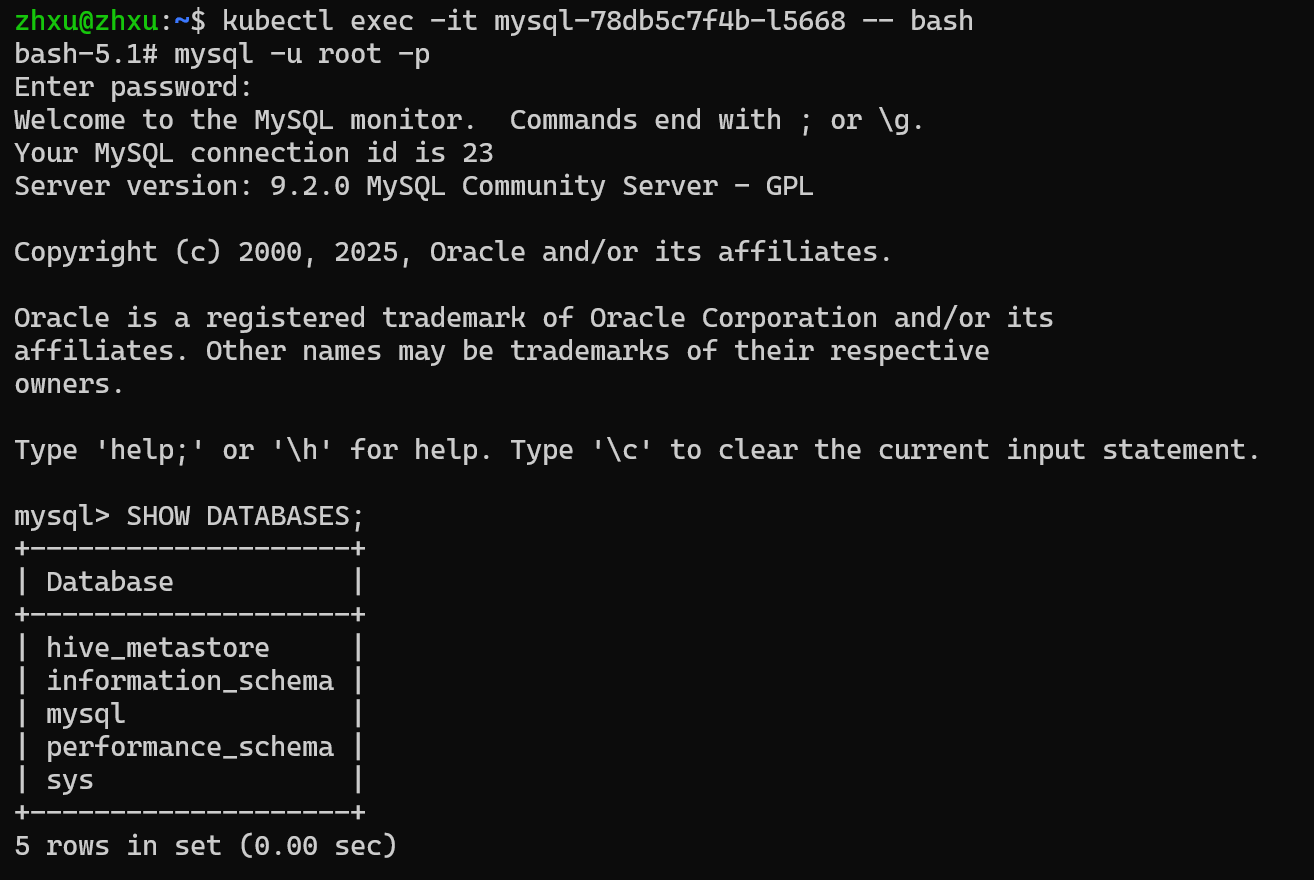 zhxu@zhxu:~$ kubectl exec -it mysql-78db5c7f4b-l5668 -- bash
bash-5.1# mysql -u root -p
Enter password:
Welcome to the MySQL monitor.  Commands end with ; or \g.
Your MySQL connection id is 23
Server version: 9.2.0 MySQL Community Server - GPL

Copyright (c) 2000, 2025, Oracle and/or its affiliates.

Oracle is a registered trademark of Oracle Corporation and/or its
affiliates. Other names may be trademarks of their respective
owners.

Type 'help;' or '\h' for help. Type '\c' to clear the current input statement.

mysql> SHOW DATABASES;
+--------------------+
| Database           |
+--------------------+
| hive_metastore     |
| information_schema |
| mysql              |
| performance_schema |
| sys                |
+--------------------+
5 rows in set (0.00 sec)